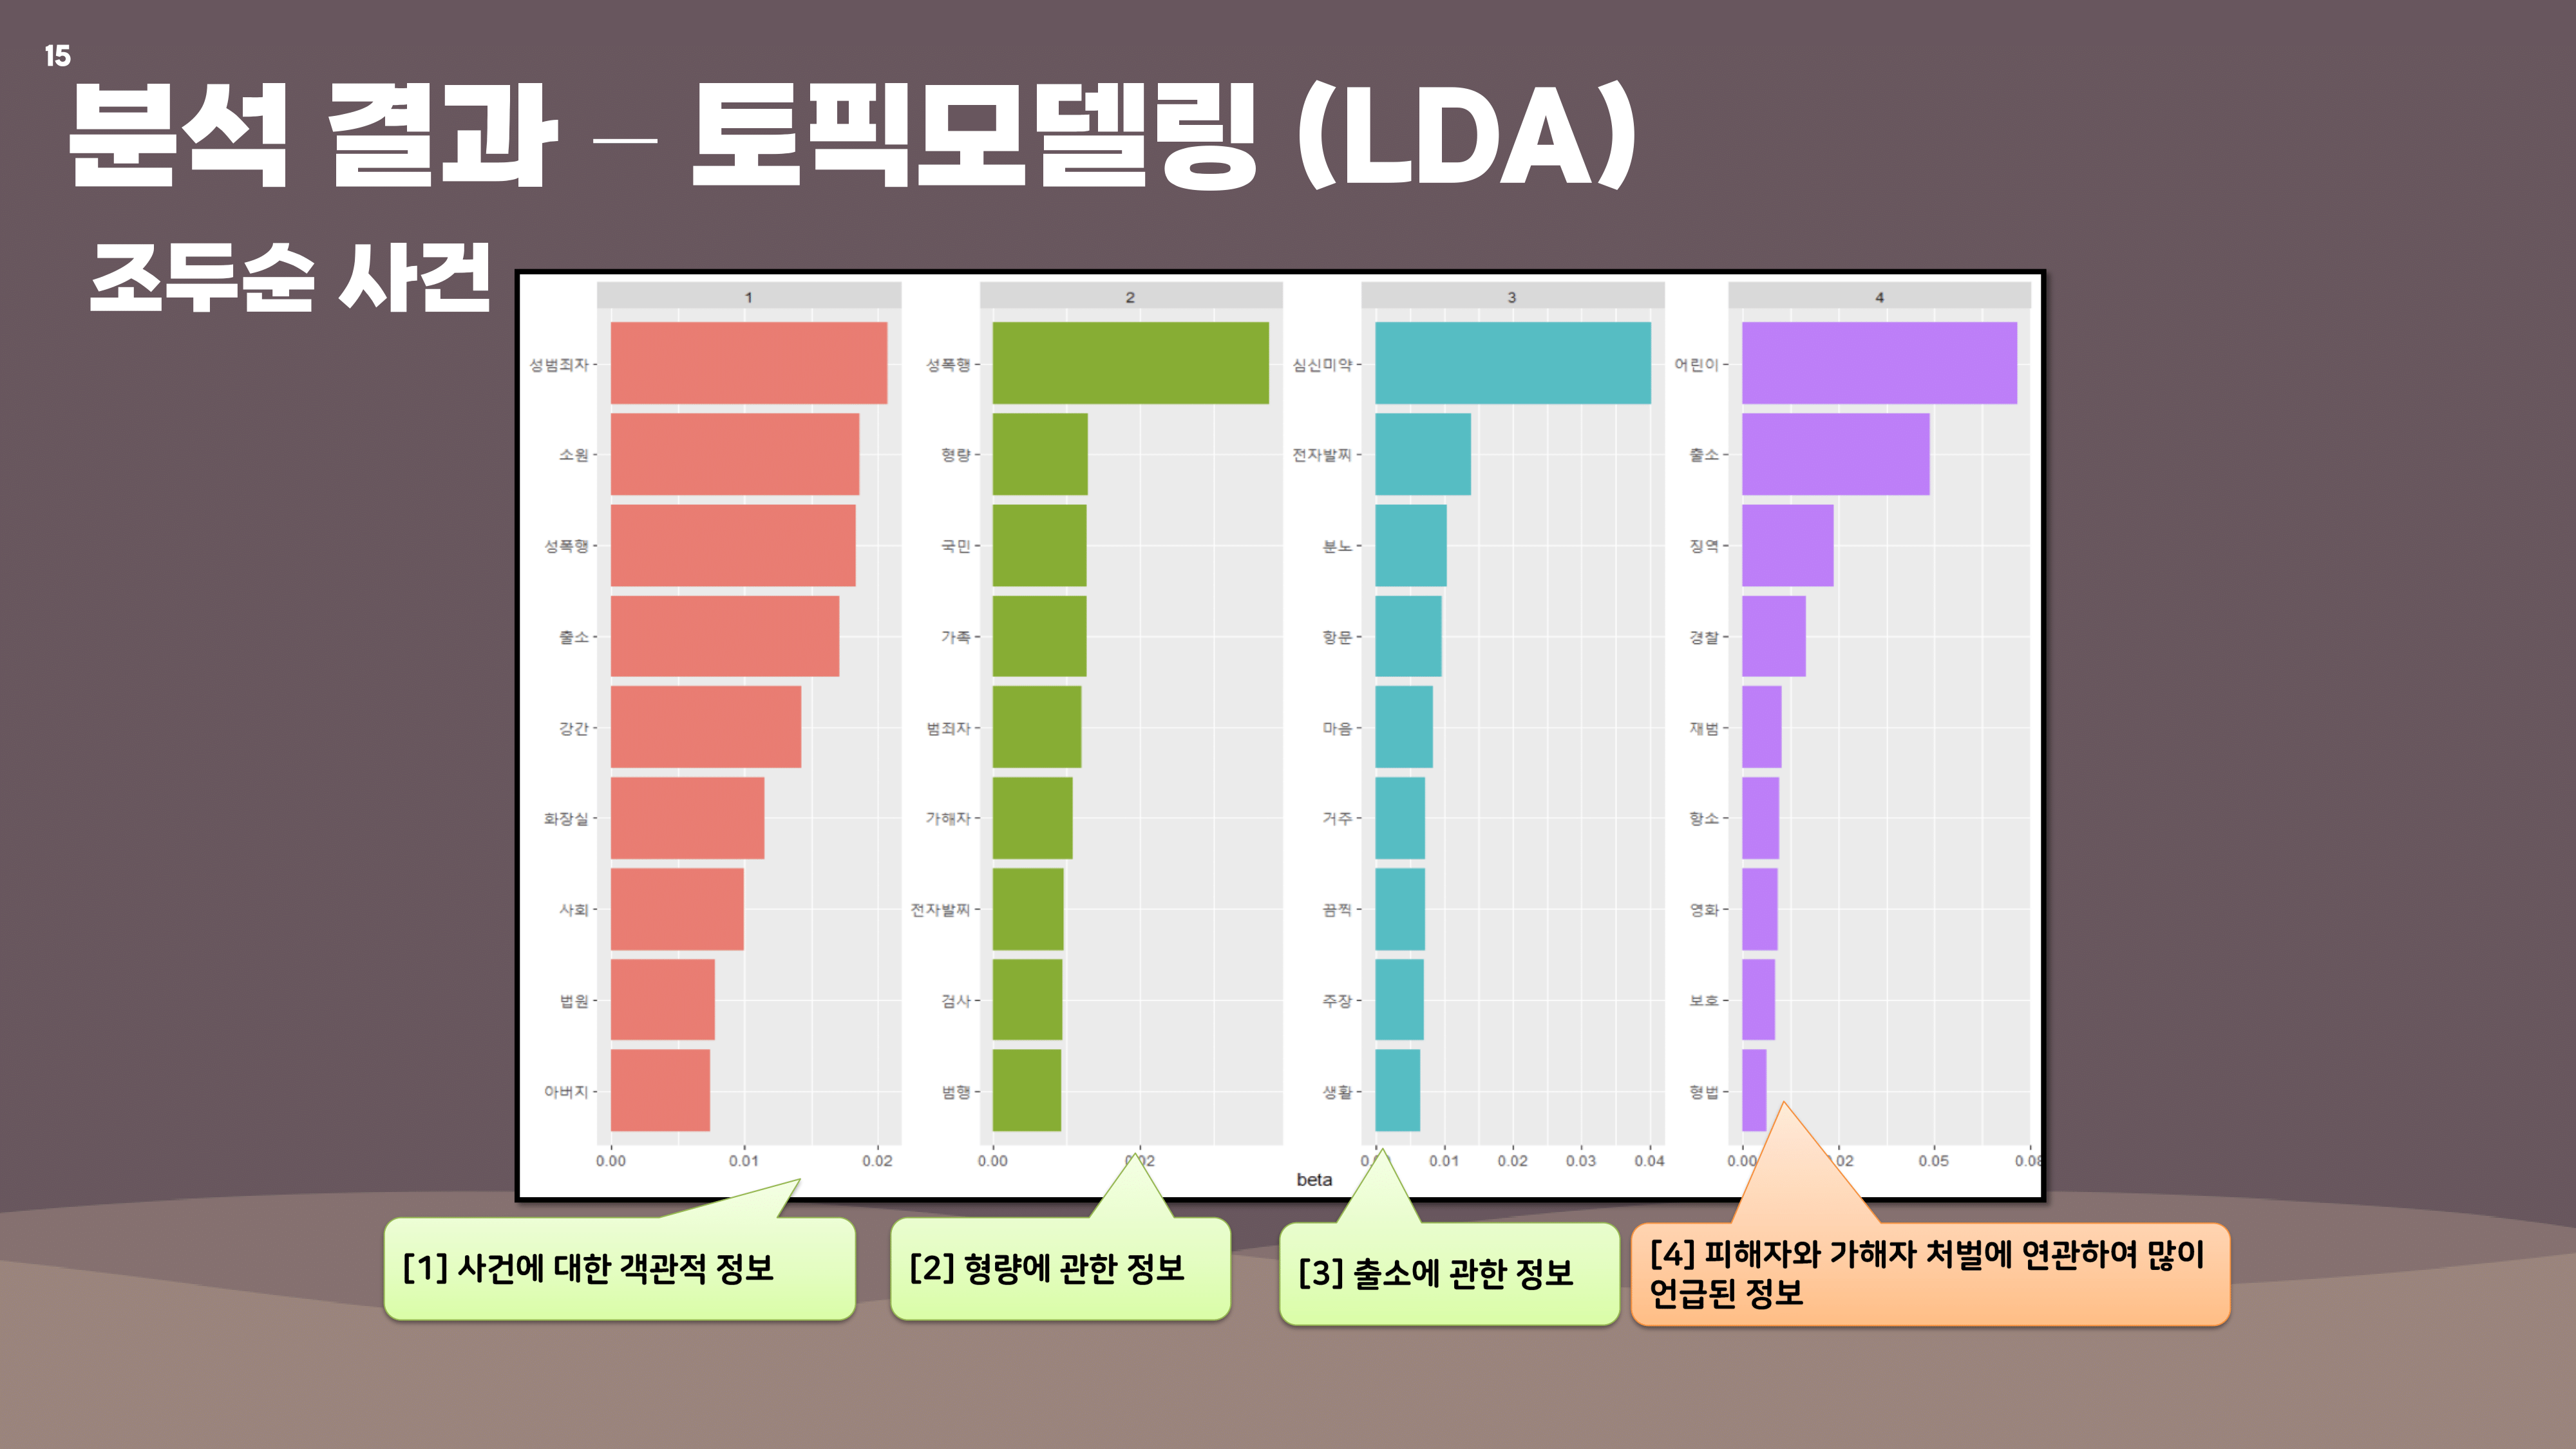 15
분석 결과 – 토픽모델링 (LDA)
조두순 사건
1
성범죄자
소원
성폭행
출소
강간
화장실
사회
법원
아버지
0.00 0.01 0.02
2
성폭행
형량
국민
가족
범죄자
가해자
전자발찌
검사
범행
0.00
3
심신미약
전자발찌
분노
항문
마음
거주
끔찍
주장
생활
0.01 0.02 0.03 0.04
4
어린이
출소
징역
경찰
재범
항소
영화
보호
형법
0.05
beta
[1] 사건에 대한 객관적 정보
[2] 형량에 관한 정보
[3] 출소에 관한 정보
[4] 피해자와 가해자 처벌에 연관하여 많이
언급된 정보